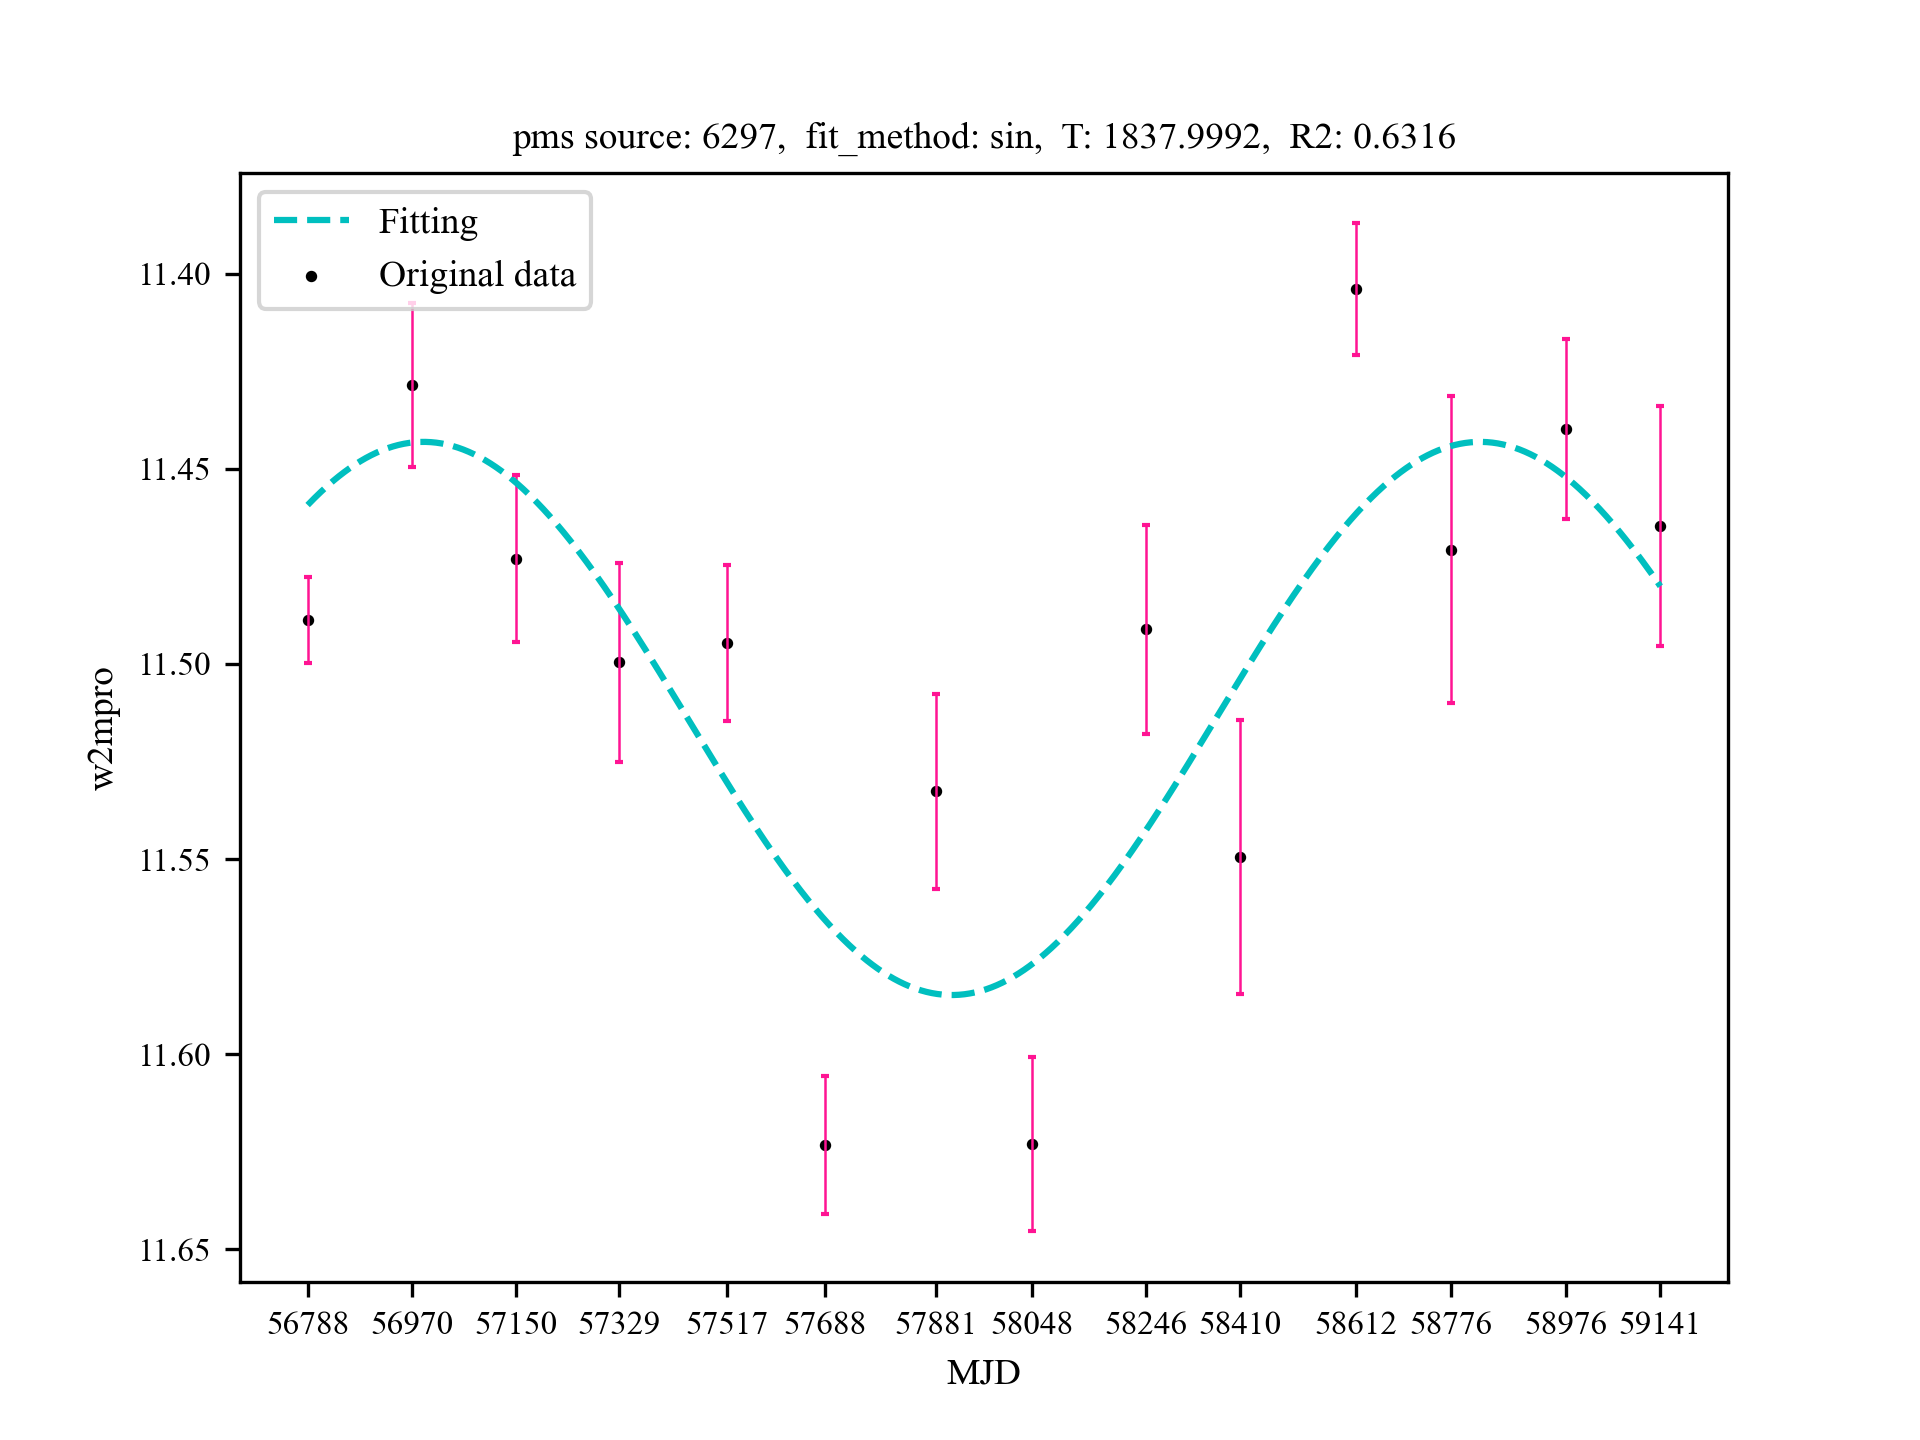 pms source: 6297, fit_method: sin, T: 1837.9992, R2: 0.6316
Fitting
Original data
11.40
11.45
11.50
11.55
11.60
11.65
w2mpro
56788 56970 57150 57329 57517 57688 57881 58048 58246 58410 58612 58776 58976 59141
MJD